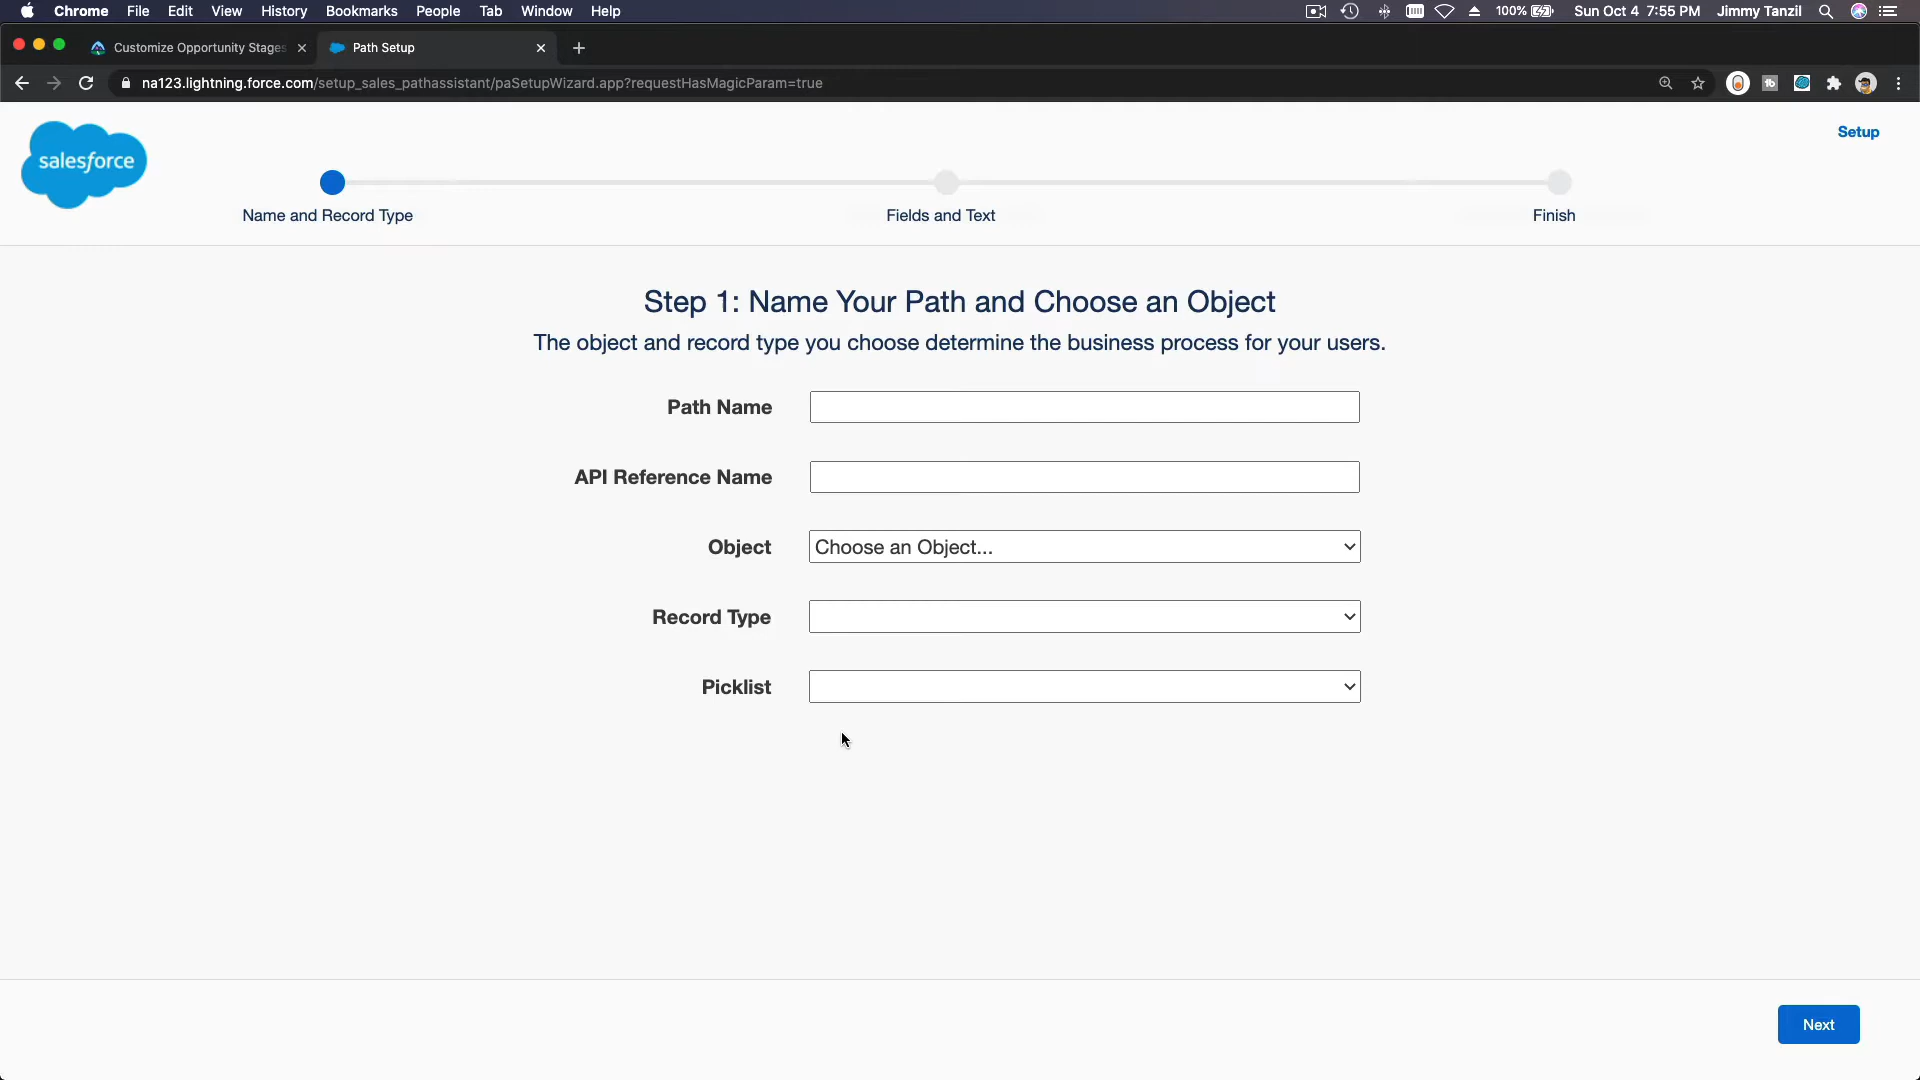 Chrome File Edit View History Bookmarks People Tab Window Help 100% Sun Oct 4 7:55 PM Jimmy Tanzil
Customize Opportunity Stages Path Setup
na123.lightning.force.com/setup_sales_pathassistant/paSetupWizard.app?requestHasMagicParam=true
salesforce
Setup
Name and Record Type Fields and Text Finish
Step 1: Name Your Path and Choose an Object
The object and record type you choose determine the business process for your users.
Path Name
API Reference Name
Object Choose an Object...
Record Type
Picklist
Next